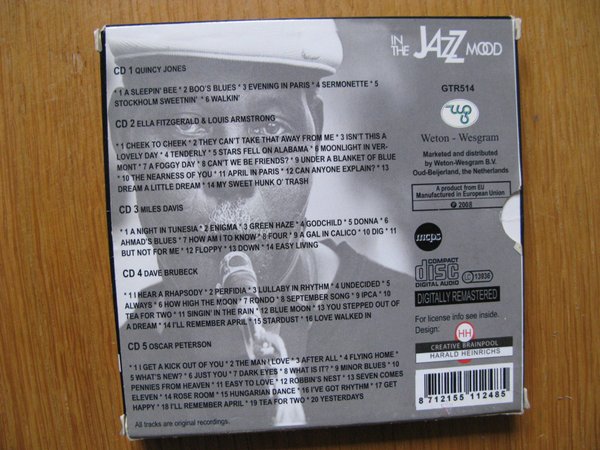 IN THE JAZZ MOOD
CD 1 QUINCY JONES
* 1 A SLEEPIN' BEE * 2 BOO'S BLUES * 3 EVENING IN PARIS * 4 SERMONETTE * 5
STOCKHOLM SWEETNIN' * 6 WALKIN'
CD 2 ELLA FITZGERALD & LOUIS ARMSTRONG
* 1 CHEEK TO CHEEK * 2 THEY CAN'T TAKE THAT AWAY FROM ME * 3 ISN'T THIS A
LOVELY DAY * 4 TENDERLY * 5 STARS FELL ON ALABAMA * 6 MOONLIGHT IN VER-
MONT * 7 A FOGGY DAY * 8 CAN'T WE BE FRIENDS? * 9 UNDER A BLANKET OF BLUE
* 10 THE NEARNESS OF YOU * 11 APRIL IN PARIS * 12 CAN ANYONE EXPLAIN? * 13
DREAM A LITTLE DREAM * 14 MY SWEET HUNK O' TRASH
CD 3 MILES DAVIS
* 1 A NIGHT IN TUNESIA * 2 ENIGMA * 3 GREEN HAZE * 4 GODCHILD * 5 DONNA * 6
AHMAD'S BLUES * 7 HOW AM I TO KNOW * 8 FOUR * 9 A GAL IN CALICO * 10 DIG * 11
BUT NOT FOR ME * 12 FLOPPY * 13 DOWN * 14 EASY LIVING
CD 4 DAVE BRUBECK
* 1 I HEAR A RHAPSODY * 2 PERFIDIA * 3 LULLABY IN RHYTHM * 4 UNDECIDED * 5
ALWAYS * 6 HOW HIGH THE MOON * 7 RONDO * 8 SEPTEMBER SONG * 9 IPCA * 10
TEA FOR TWO * 11 SINGIN' IN THE RAIN * 12 BLUE MOON * 13 YOU STEPPED OUT OF
A DREAM * 14 I'LL REMEMBER APRIL * 15 STARDUST * 16 LOVE WALKED IN
CD 5 OSCAR PETERSON
* 1 I GET A KICK OUT OF YOU * 2 THE MAN I LOVE * 3 AFTER ALL * 4 FLYING HOME *
5 WHAT'S NEW? * 6 JUST YOU * 7 DARK EYES * 8 WHAT IS IT? * 9 MINOR BLUES * 10
PENNIES FROM HEAVEN * 11 EASY TO LOVE * 12 ROBBIN'S NEST * 13 SEVEN COMES
ELEVEN * 14 ROSE ROOM * 15 HUNGARIAN DANCE * 16 I'VE GOT RHYTHM * 17 GET
HAPPY * 18 I'LL REMEMBER APRIL * 19 TEA FOR TWO * 20 YESTERDAYS
All tracks are original recordings.
GTR514
Weton - Wesgram
Marketed and distributed
by Weton-Wesgram B.V.
Oud-Beijerland, the Netherlands
A product from EU
Manufactured in European Union
℗ 2008
mcps
COMPACT
disc
DIGITAL AUDIO
LC 13936
DIGITALLY REMASTERED
For license info see inside.
Design:
HH
CREATIVE BRAINPOOL
HARALD HEINRICHS
8 712155 112485